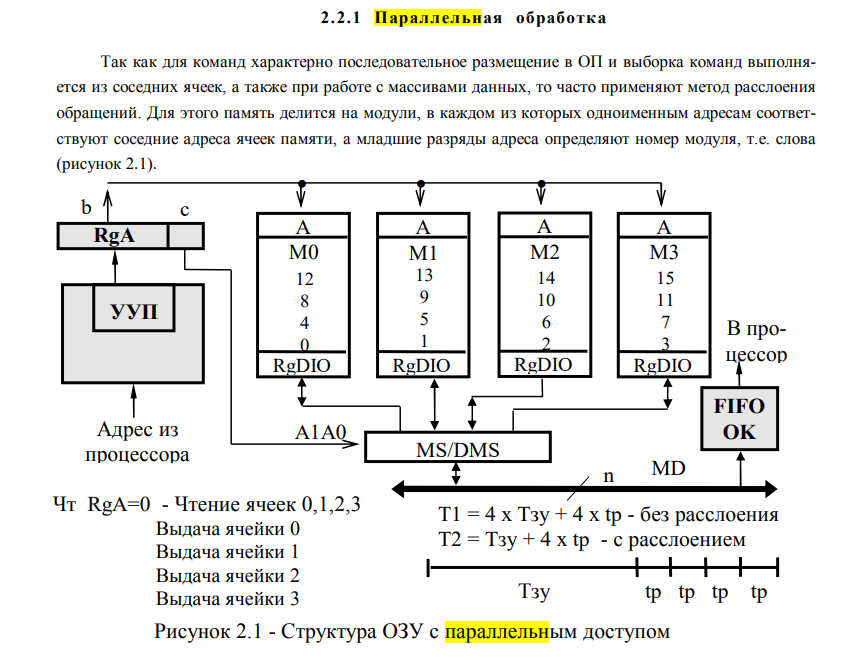 2.2.1 Параллельная обработка
Так как для команд характерно последовательное размещение в ОП и выборка команд выполня-
ется из соседних ячеек, а также при работе с массивами данных, то часто применяют метод расслоения
обращений. Для этого память делится на модули, в каждом из которых одноименным адресам соответ-
ствуют соседние адреса ячеек памяти, а младшие разряды адреса определяют номер модуля, т.е. слова
(рисунок 2.1).
b
c
RgA
УУП
Адрес из
процессора
A
M0
12
8
4
0
RgDIO
A
M1
13
9
5
1
RgDIO
A
M2
14
10
6
2
RgDIO
A
M3
15
11
7
3
RgDIO
В про-
цессор
FIFO
OK
A1A0
MS/DMS
n
MD
Чт RgA=0 - Чтение ячеек 0,1,2,3
Выдача ячейки 0
Выдача ячейки 1
Выдача ячейки 2
Выдача ячейки 3
T1 = 4 x Tзу + 4 x tp - без расслоения
T2 = Tзу + 4 x tp - с расслоением
Tзу
tp tp tp tp
Рисунок 2.1 - Структура ОЗУ с параллельным доступом